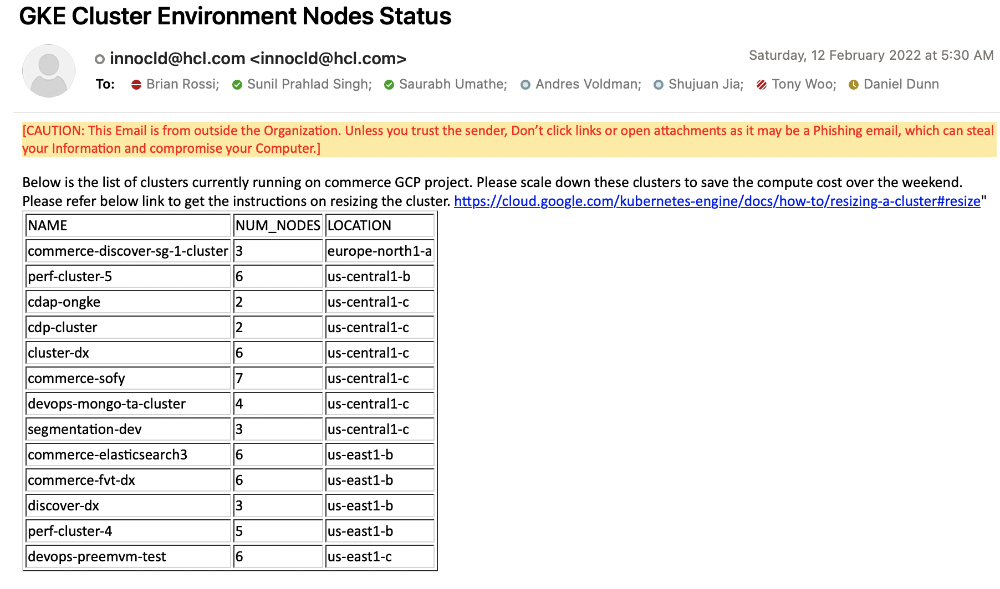 GKE Cluster Environment Nodes Status
innocld@hcl.com <innocld@hcl.com>
Saturday, 12 February 2022 at 5:30 AM
To: Brian Rossi; Sunil Prahlad Singh; Saurabh Umathe; Andres Voldman; Shujuan Jia; Tony Woo; Daniel Dunn
[CAUTION: This Email is from outside the Organization. Unless you trust the sender, Don’t click links or open attachments as it may be a Phishing email, which can steal
your Information and compromise your Computer.]
Below is the list of clusters currently running on commerce GCP project. Please scale down these clusters to save the compute cost over the weekend.
Please refer below link to get the instructions on resizing the cluster. https://cloud.google.com/kubernetes-engine/docs/how-to/resizing-a-cluster#resize"
NAME NUM_NODES LOCATION
commerce-discover-sg-1-cluster 3 europe-north1-a
perf-cluster-5 6 us-central1-b
cdap-ongke 2 us-central1-c
cdp-cluster 2 us-central1-c
cluster-dx 6 us-central1-c
commerce-sofy 7 us-central1-c
devops-mongo-ta-cluster 4 us-central1-c
segmentation-dev 3 us-central1-c
commerce-elasticsearch3 6 us-east1-b
commerce-fvt-dx 6 us-east1-b
discover-dx 3 us-east1-b
perf-cluster-4 5 us-east1-b
devops-preemvm-test 6 us-east1-c